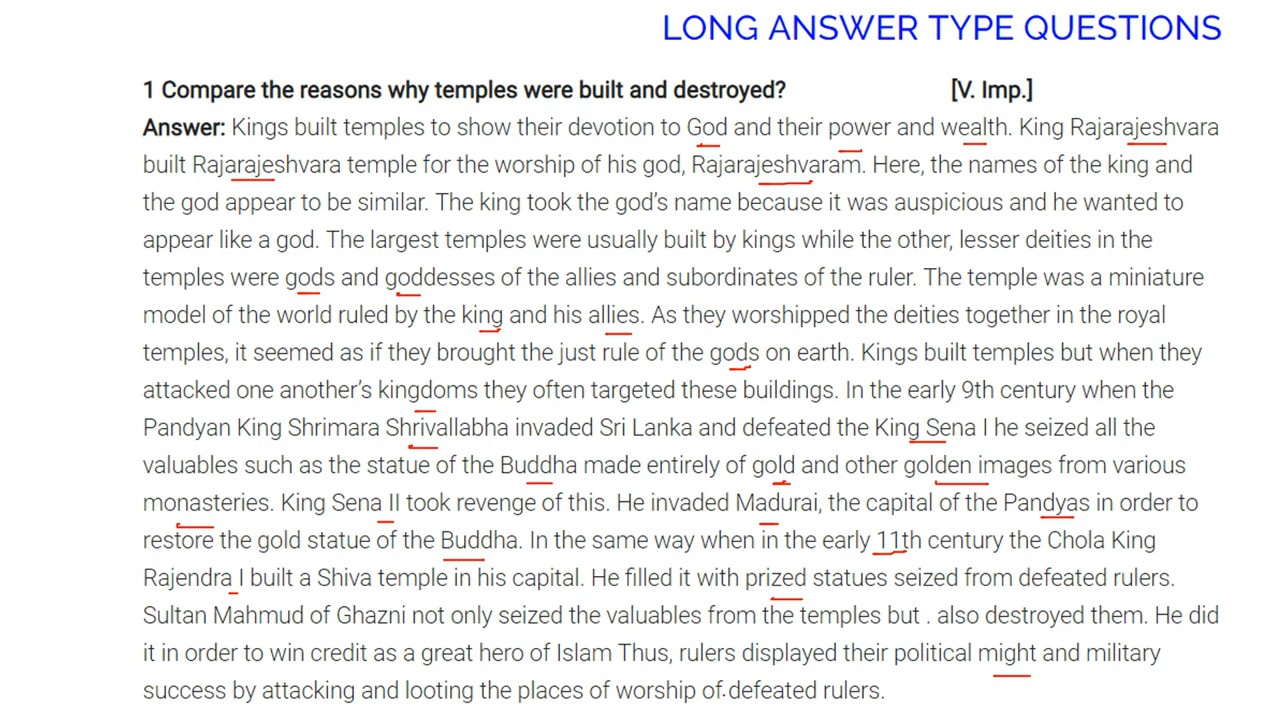 LONG ANSWER TYPE QUESTIONS
1 Compare the reasons why temples were built and destroyed? [V. Imp.]
Answer: Kings built temples to show their devotion to God and their power and wealth. King Rajarajeshvara
built Rajarajeshvara temple for the worship of his god, Rajarajeshvaram. Here, the names of the king and
the god appear to be similar. The king took the god's name because it was auspicious and he wanted to
appear like a god. The largest temples were usually built by kings while the other, lesser deities in the
temples were gods and goddesses of the allies and subordinates of the ruler. The temple was a miniature
model of the world ruled by the king and his allies. As they worshipped the deities together in the royal
temples, it seemed as if they brought the just rule of the gods on earth. Kings built temples but when they
attacked one another's kingdoms they often targeted these buildings. In the early 9th century when the
Pandyan King Shrimara Shrivallabha invaded Sri Lanka and defeated the King Sena I he seized all the
valuables such as the statue of the Buddha made entirely of gold and other golden images from various
monasteries. King Sena II took revenge of this. He invaded Madurai, the capital of the Pandyas in order to
restore the gold statue of the Buddha. In the same way when in the early 11th century the Chola King
Rajendra I built a Shiva temple in his capital. He filled it with prized statues seized from defeated rulers.
Sultan Mahmud of Ghazni not only seized the valuables from the temples but . also destroyed them. He did
it in order to win credit as a great hero of Islam Thus, rulers displayed their political might and military
success by attacking and looting the places of worship of defeated rulers.